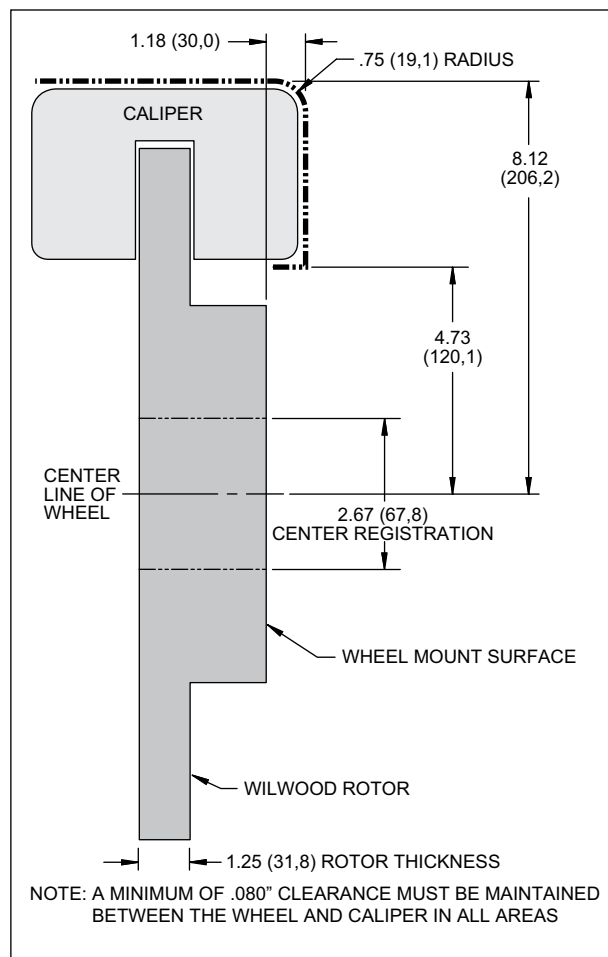 1.18 (30,0)
.75 (19,1) RADIUS
CALIPER
8.12
(206,2)
4.73
(120,1)
CENTER
LINE OF
WHEEL
2.67 (67,8)
CENTER REGISTRATION
WHEEL MOUNT SURFACE
WILWOOD ROTOR
1.25 (31,8) ROTOR THICKNESS
NOTE: A MINIMUM OF .080” CLEARANCE MUST BE MAINTAINED
BETWEEN THE WHEEL AND CALIPER IN ALL AREAS